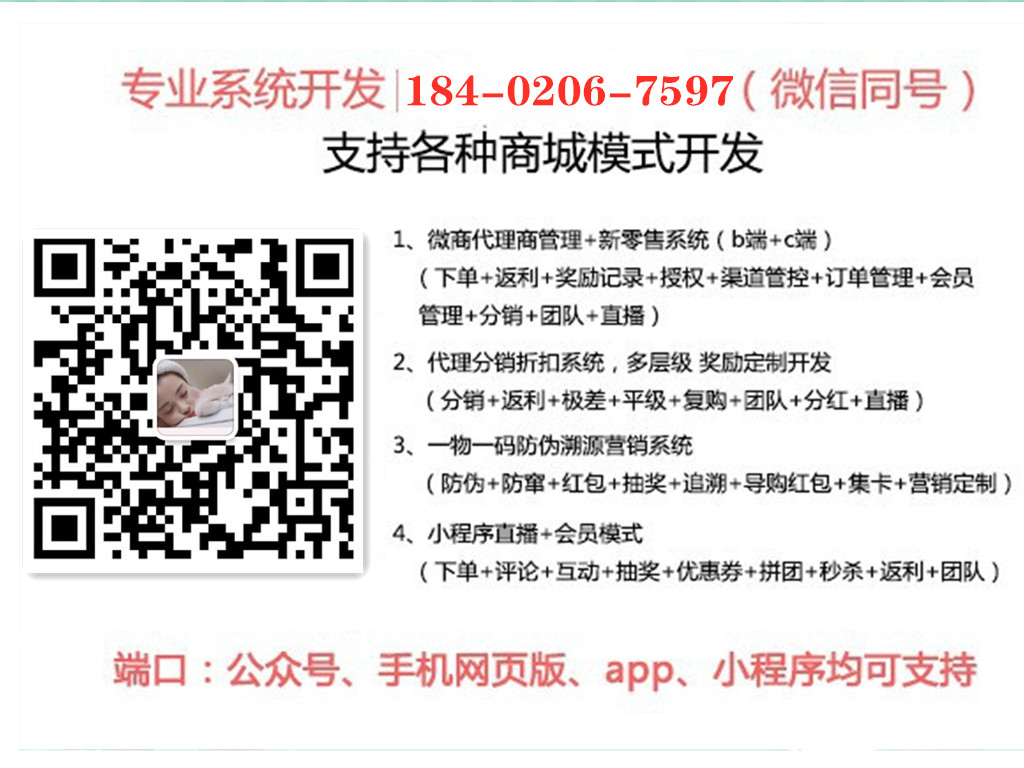 专业系统开发|184-0206-7597（微信同号）
支持各种商城模式开发
1、微商代理商管理+新零售系统（b端+c端）
（下单+返利+奖励记录+授权+渠道管控+订单管理+会员
管理+分销+团队+直播）
2、代理分销折扣系统，多层级 奖励定制开发
（分销+返利+极差+平级+复购+团队+分红+直播）
3、一物一码防伪溯源营销系统
（防伪+防窜+红包+抽奖+追溯+导购红包+集卡+营销定制）
4、小程序直播+会员模式
（下单+评论+互动+抽奖+优惠券+拼团+秒杀+返利+团队）
端口：公众号、手机网页版、app、小程序均可支持